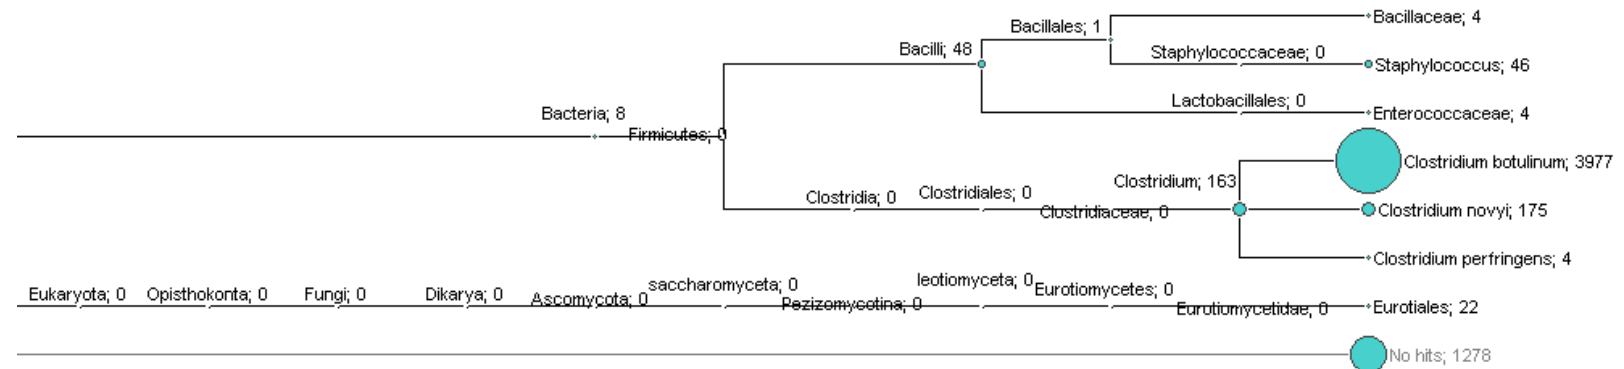 Bacillaceae; 4
Bacillales; 1
Bacilli; 48
Staphylococcaceae; 0
Staphylococcus; 46
Lactobacillales; 0
Enterococcaceae; 4
Bacteria; 8
Firmicutes; 0
Clostridium botulinum; 3977
Clostridium; 163
Clostridia; 0
Clostridiales; 0
Clostridiaceae; 0
Clostridium novyi; 175
Clostridium perfringens; 4
Eukaryota; 0
Opisthokonta; 0
Fungi; 0
Dikarya; 0
Ascomycota; 0
saccharomyceta; 0
Pezizomycotina; 0
leotiomyceta; 0
Eurotiomycetes; 0
Eurotiomycetidae; 0
Eurotiales; 22
No hits; 1278